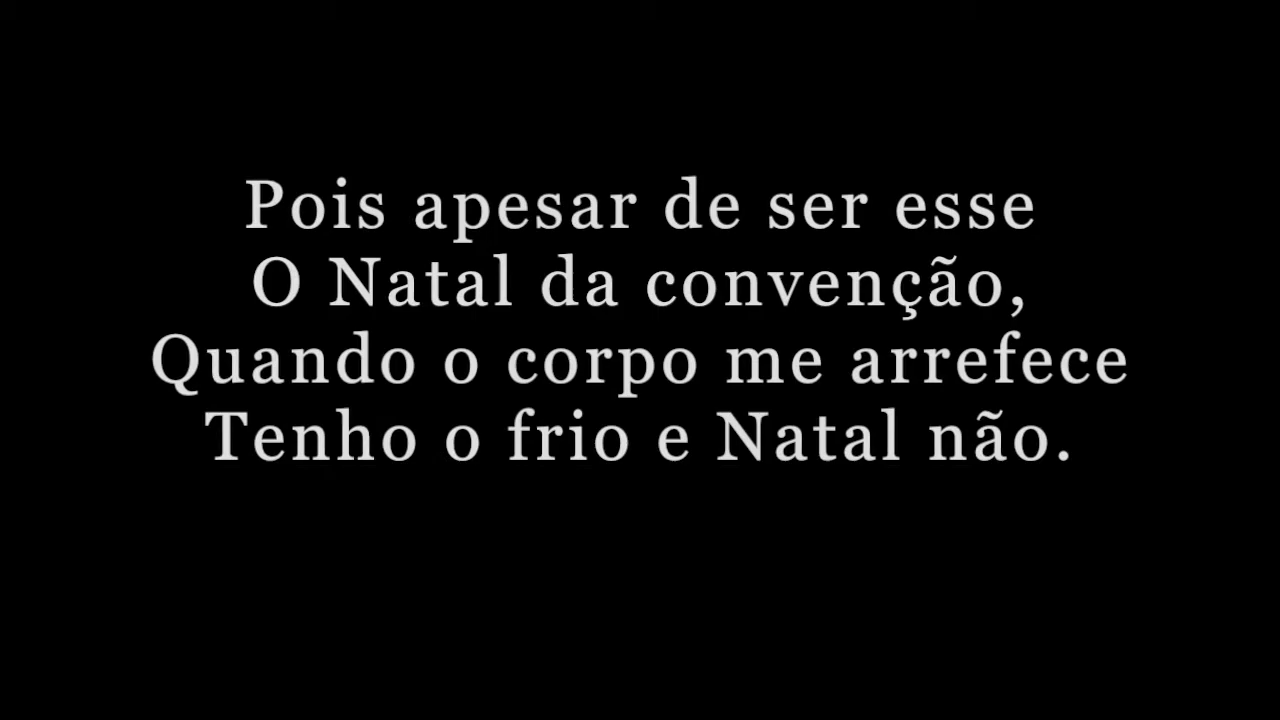 Pois apesar de ser esse
O Natal da convenção,
Quando o corpo me arrefece
Tenho o frio e Natal não.